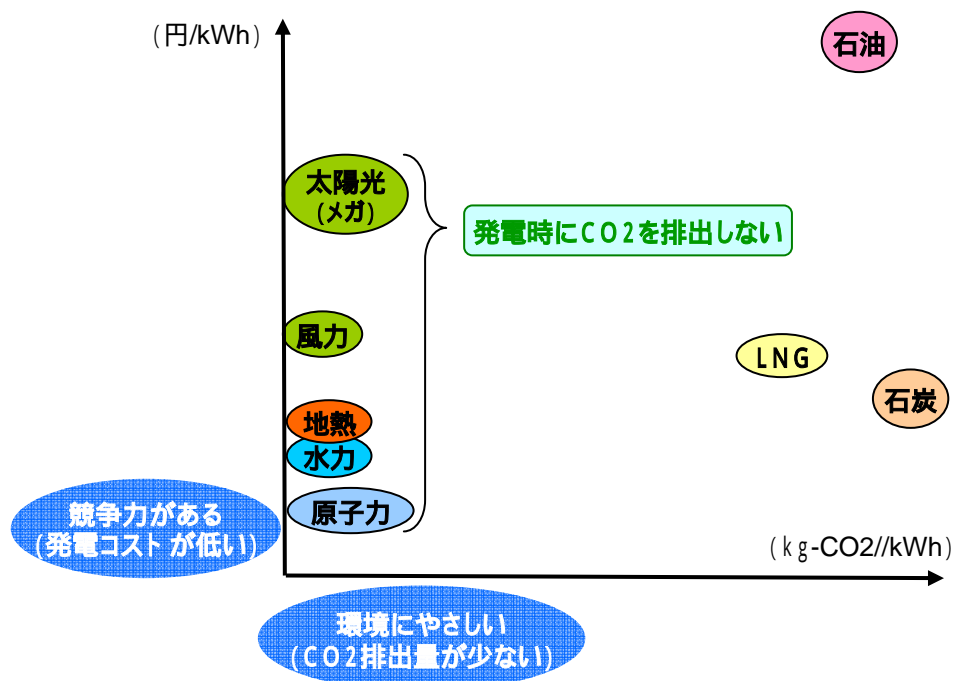 (円/kWh)
石油
太陽光
(メガ)
発電時にCO2を排出しない
風力
LNG
石炭
地熱
水力
原子力
競争力がある
(発電コストが低い)
(kg-CO2//kWh)
環境にやさしい
(CO2排出量が少ない)